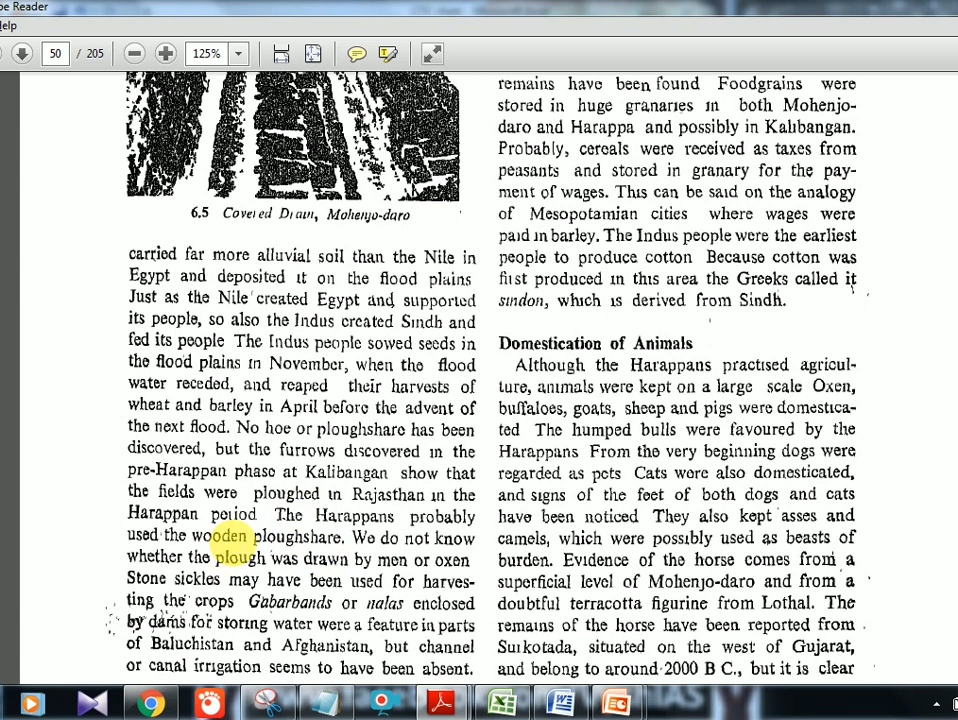 be Reader
Help
50 / 205
125%
6.5 Covered Drain, Mohenjo-daro
carried far more alluvial soil than the Nile in
Egypt and deposited it on the flood plains
Just as the Nile created Egypt and supported
its people, so also the Indus created Sindh and
fed its people The Indus people sowed seeds in
the flood plains in November, when the flood
water receded, and reaped their harvests of
wheat and barley in April before the advent of
the next flood. No hoe or ploughshare has been
discovered, but the furrows discovered in the
pre-Harappan phase at Kalibangan show that
the fields were ploughed in Rajasthan in the
Harappan period The Harappans probably
used the wooden ploughshare. We do not know
whether the plough was drawn by men or oxen
Stone sickles may have been used for harves-
ting the crops Gabarbands or nalas enclosed
by dams for storing water were a feature in parts
of Baluchistan and Afghanistan, but channel
or canal irrigation seems to have been absent.
remains have been found Foodgrains were
stored in huge granaries in both Mohenjo-
daro and Harappa and possibly in Kalibangan.
Probably, cereals were received as taxes from
peasants and stored in granary for the pay-
ment of wages. This can be said on the analogy
of Mesopotamian cities where wages were
paid in barley. The Indus people were the earliest
people to produce cotton Because cotton was
first produced in this area the Greeks called it
sindon, which is derived from Sindh.
Domestication of Animals
Although the Harappans practised agricul-
ture, animals were kept on a large scale Oxen,
buffaloes, goats, sheep and pigs were domestica-
ted The humped bulls were favoured by the
Harappans From the very beginning dogs were
regarded as pets Cats were also domesticated,
and signs of the feet of both dogs and cats
have been noticed They also kept asses and
camels, which were possibly used as beasts of
burden. Evidence of the horse comes from a
superficial level of Mohenjo-daro and from a
doubtful terracotta figurine from Lothal. The
remains of the horse have been reported from
Surkotada, situated on the west of Gujarat,
and belong to around 2000 B C., but it is clear